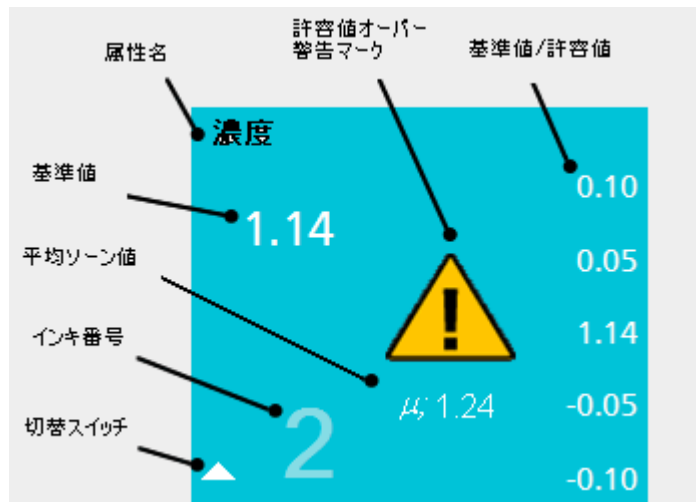 属性名
許容値オーバー
警告マーク
基準値/許容値
濃度
基準値
1.14
平均ゾーン値
インキ番号
切替スイッチ
2
μ; 1.24
0.10
0.05
1.14
-0.05
-0.10